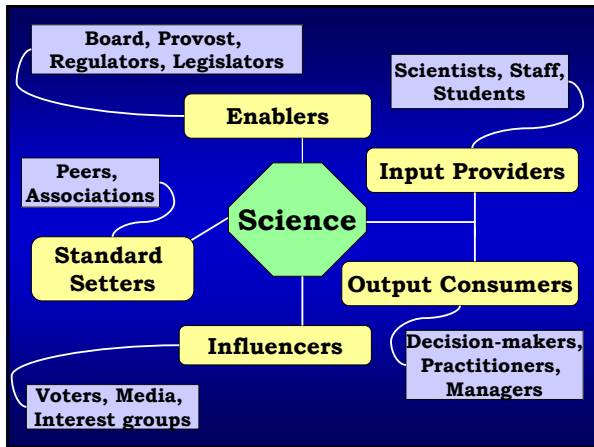 Board, Provost,
Regulators, Legislators
Scientists, Staff,
Students
Enablers
Input Providers
Peers,
Associations
Science
Standard
Setters
Output Consumers
Influencers
Decision-makers,
Practitioners,
Managers
Voters, Media,
Interest groups